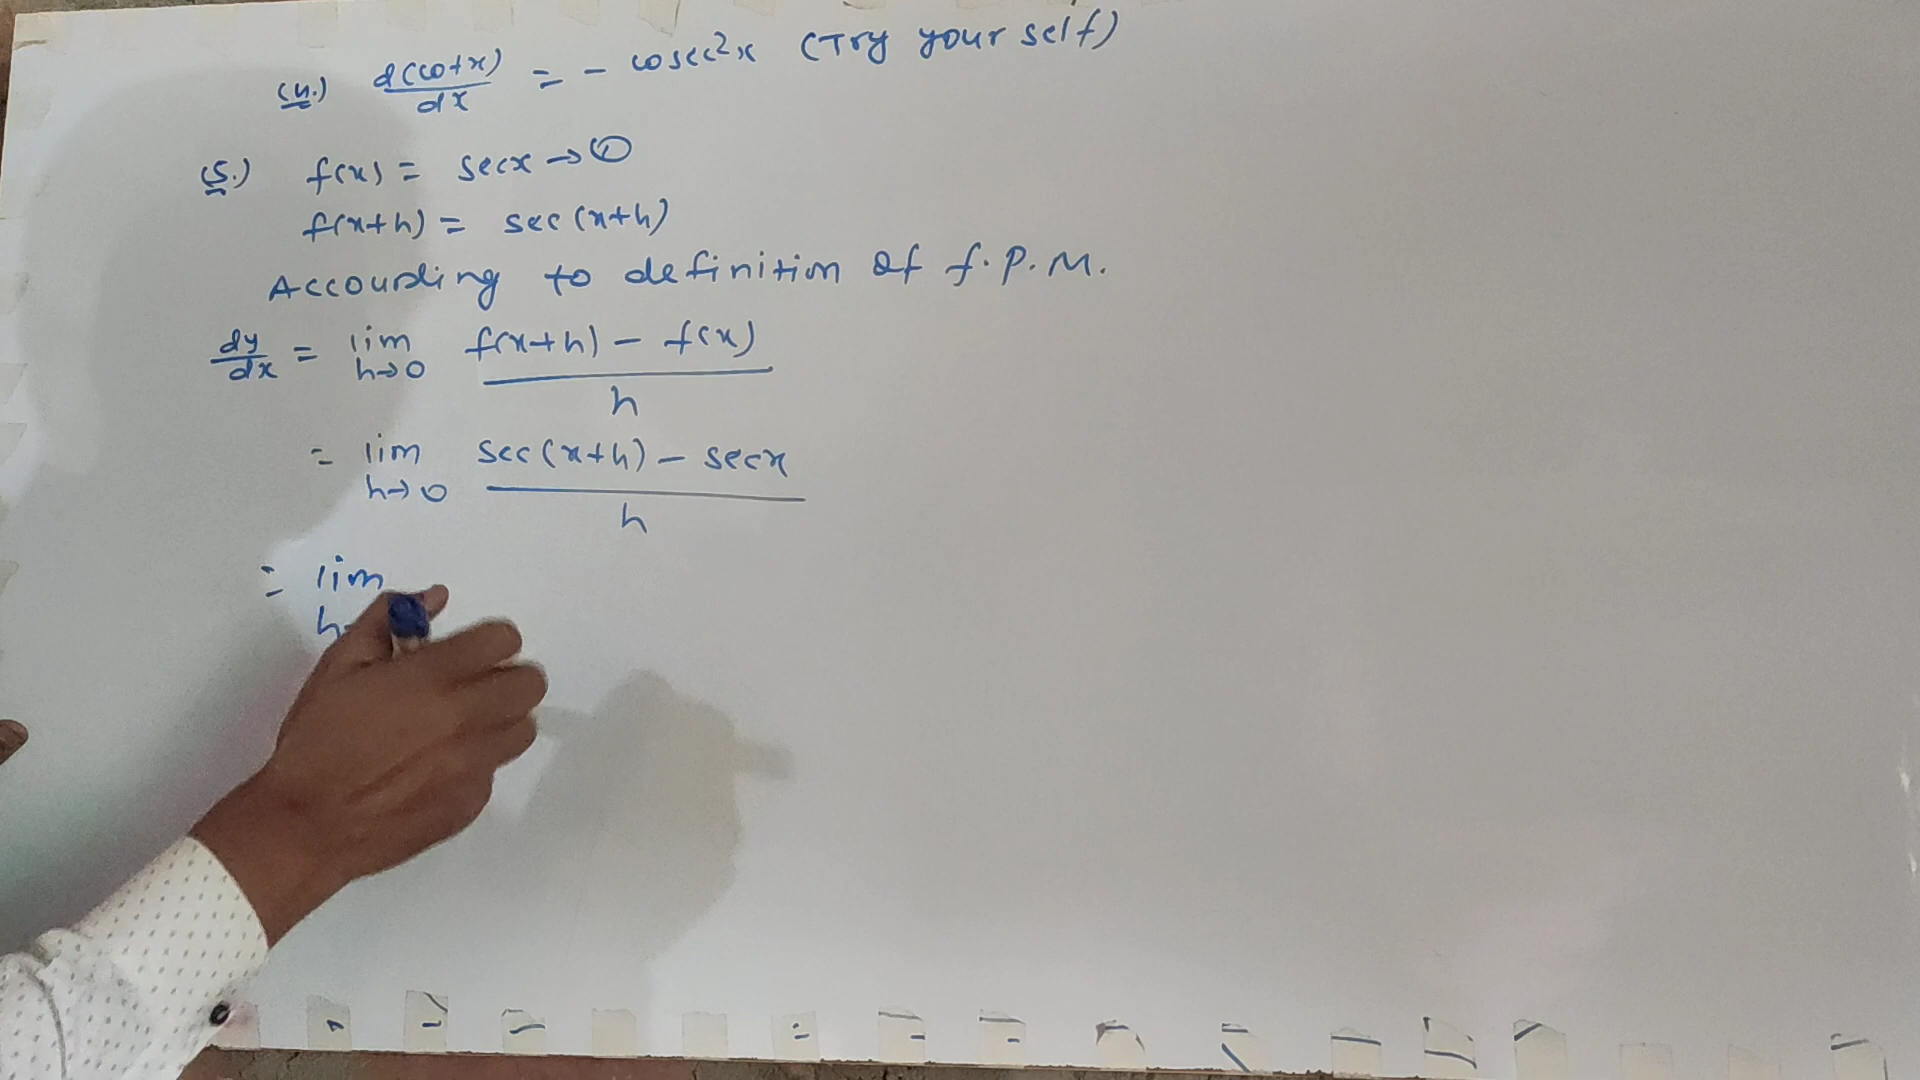 (4.) d(cotx)/dx = - cosec²x (Try your self)
(5.) f(x) = secx → ①
f(x+h) = sec(x+h)
Accourding to definition of f.P.M.
dy/dx = lim h→0 f(x+h) - f(x) / h
= lim h→0 sec(x+h) - secx / h
= lim h